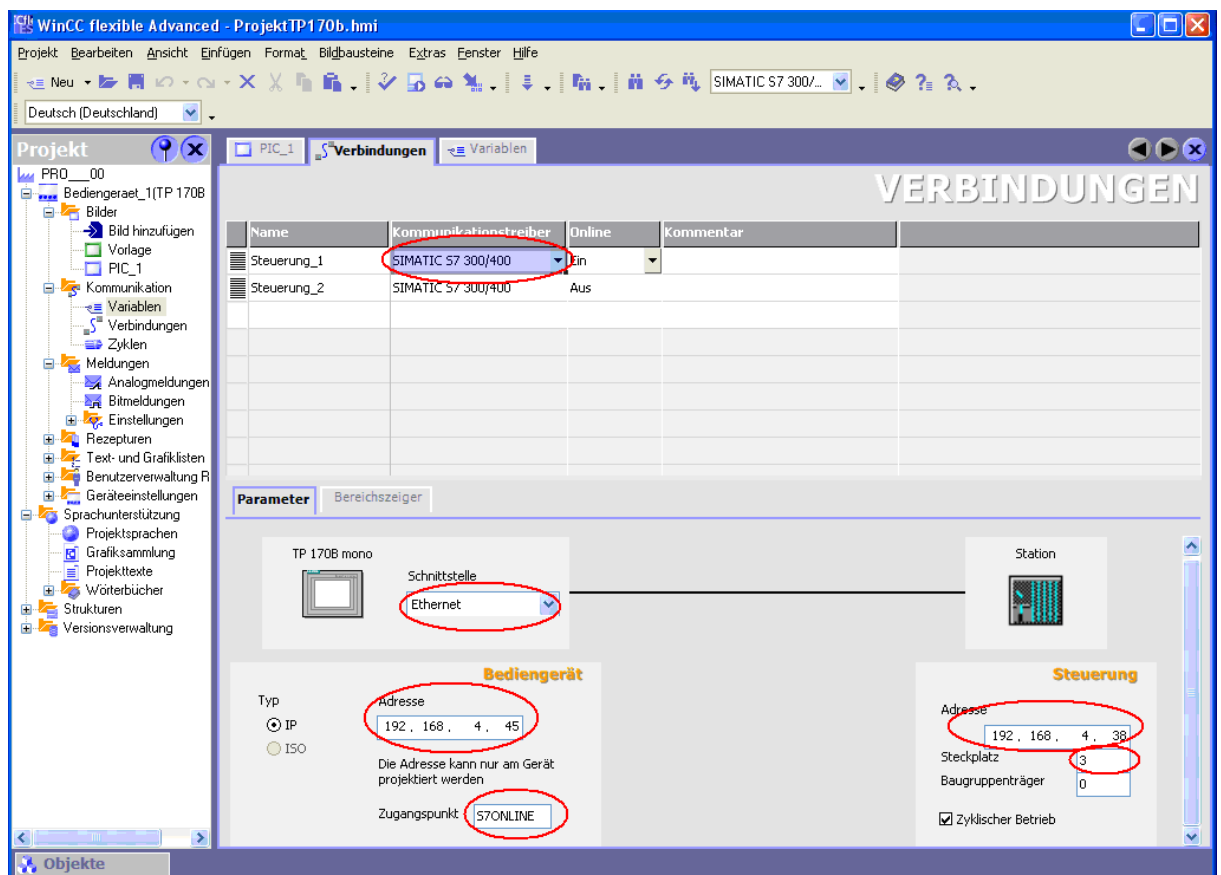 WinCC flexible Advanced - ProjektTP170b.hmi
Projekt Bearbeiten Ansicht Einfügen Format Bildbausteine Extras Fenster Hilfe
Neu SIMATIC S7 300/...
Deutsch (Deutschland)
Projekt
PRO___00
Bediengeraet_1(TP 170B
Bilder
Bild hinzufügen
Vorlage
PIC_1
Kommunikation
Variablen
Verbindungen
Zyklen
Meldungen
Analogmeldungen
Bitmeldungen
Einstellungen
Rezepturen
Text- und Grafiklisten
Benutzerverwaltung R
Geräteeinstellungen
Sprachunterstützung
Projektsprachen
Grafiksammlung
Projekttexte
Wörterbücher
Strukturen
Versionsverwaltung
Objekte
PIC_1 Verbindungen Variablen
VERBINDUNGEN
Name Kommunikationstreiber Online Kommentar
Steuerung_1 SIMATIC S7 300/400 Ein
Steuerung_2 SIMATIC S7 300/400 Aus
Parameter Bereichszeiger
TP 170B mono
Schnittstelle
Ethernet
Station
Bediengerät
Typ
IP
ISO
Adresse
192 . 168 . 4 . 45
Die Adresse kann nur am Gerät
projektiert werden
Zugangspunkt S7ONLINE
Steuerung
Adresse
192 . 168 . 4 . 38
Steckplatz 3
Baugruppenträger 0
Zyklischer Betrieb